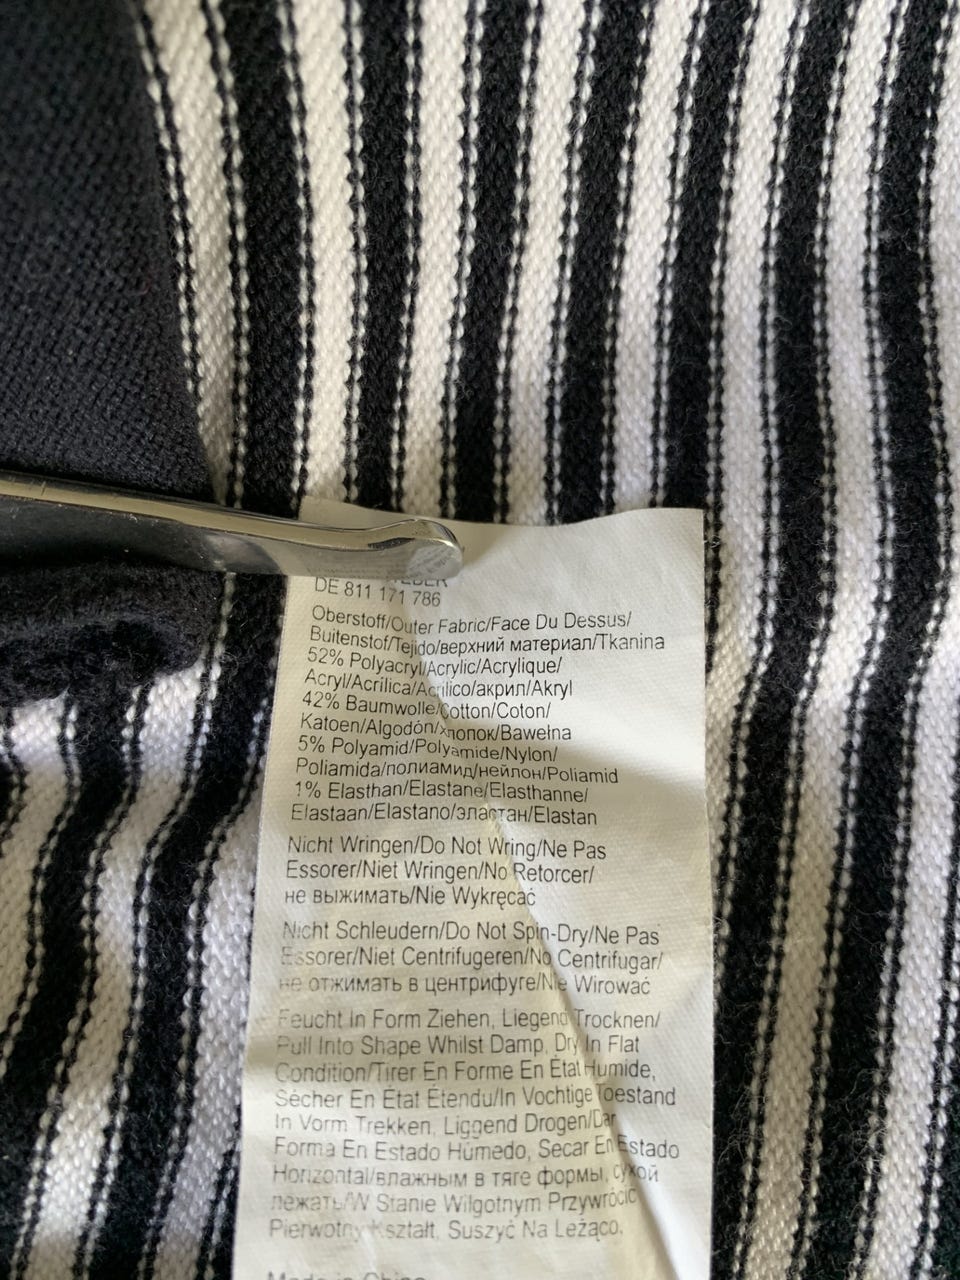 DE 811 171 786
Oberstoff/Outer Fabric/Face Du Dessus/
Buitenstof/Tejido/верхний материал/Tkanina
52% Polyacryl/Acrylic/Acrylique/
Acryl/Acrílica/Acrilico/акрил/Akryl
42% Baumwolle/Cotton/Coton/
Katoen/Algodón/хлопок/Bawełna
5% Polyamid/Polyamide/Nylon/
Poliamida/полиамид/нейлон/Poliamid
1% Elasthan/Elastane/Elasthanne/
Elastaan/Elastano/эластан/Elastan
Nicht Wringen/Do Not Wring/Ne Pas
Essorer/Niet Wringen/No Retorcer/
не выжимать/Nie Wykręcać
Nicht Schleudern/Do Not Spin-Dry/Ne Pas
Essorer/Niet Centrifugeren/No Centrifugar/
не отжимать в центрифуге/Nie Wirować
Feucht In Form Ziehen, Liegend Trocknen/
Pull Into Shape Whilst Damp, Dry In Flat
Condition/Tirer En Forme En État Humide,
Sécher En État Étendu/In Vochtige Toestand
In Vorm Trekken, Liggend Drogen/Dar
Forma En Estado Húmedo, Secar En Estado
Horizontal/влажным в тяге формы, сухой
лежать/W Stanie Wilgotnym Przywrócic
Pierwotny Kształt, Suszyć Na Leżąco.
Made in China